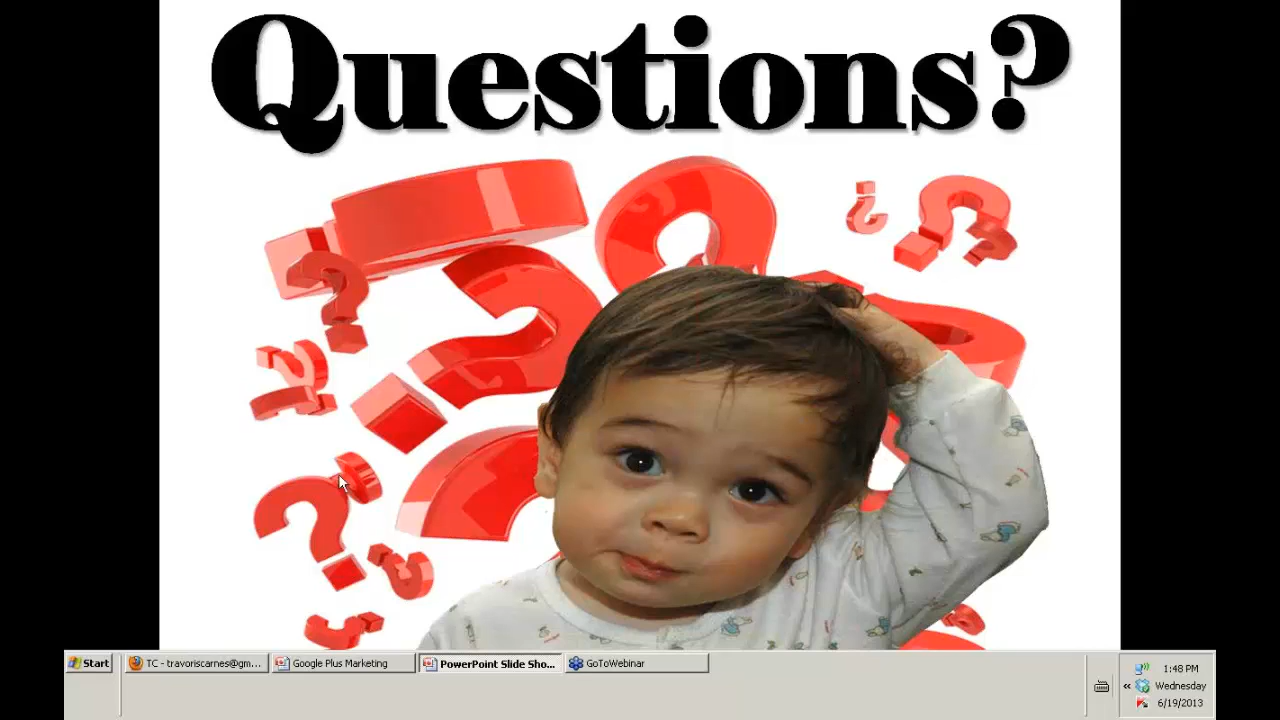 Questions?
Start
TC - travoriscarnes@gm...
Google Plus Marketing
PowerPoint Slide Sho...
GoToWebinar
«
1:48 PM
Wednesday
6/19/2013